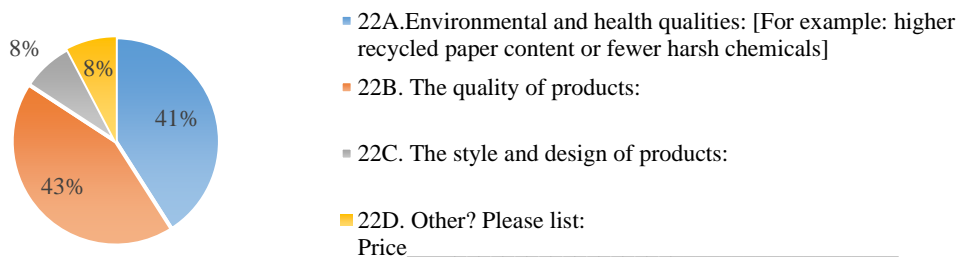 22A.Environmental and health qualities: [For example: higher
recycled paper content or fewer harsh chemicals]
8%
8%
22B. The quality of products:
41%
22C. The style and design of products:
43%
22D. Other? Please list:
Price